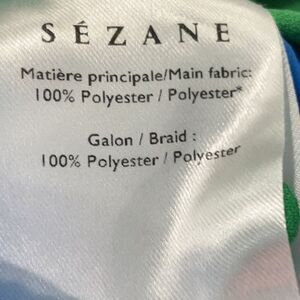 SÉZANE
Matière principale/Main fabric:
100% Polyester / Polyester*
Galon / Braid :
100% Polyester / Polyester